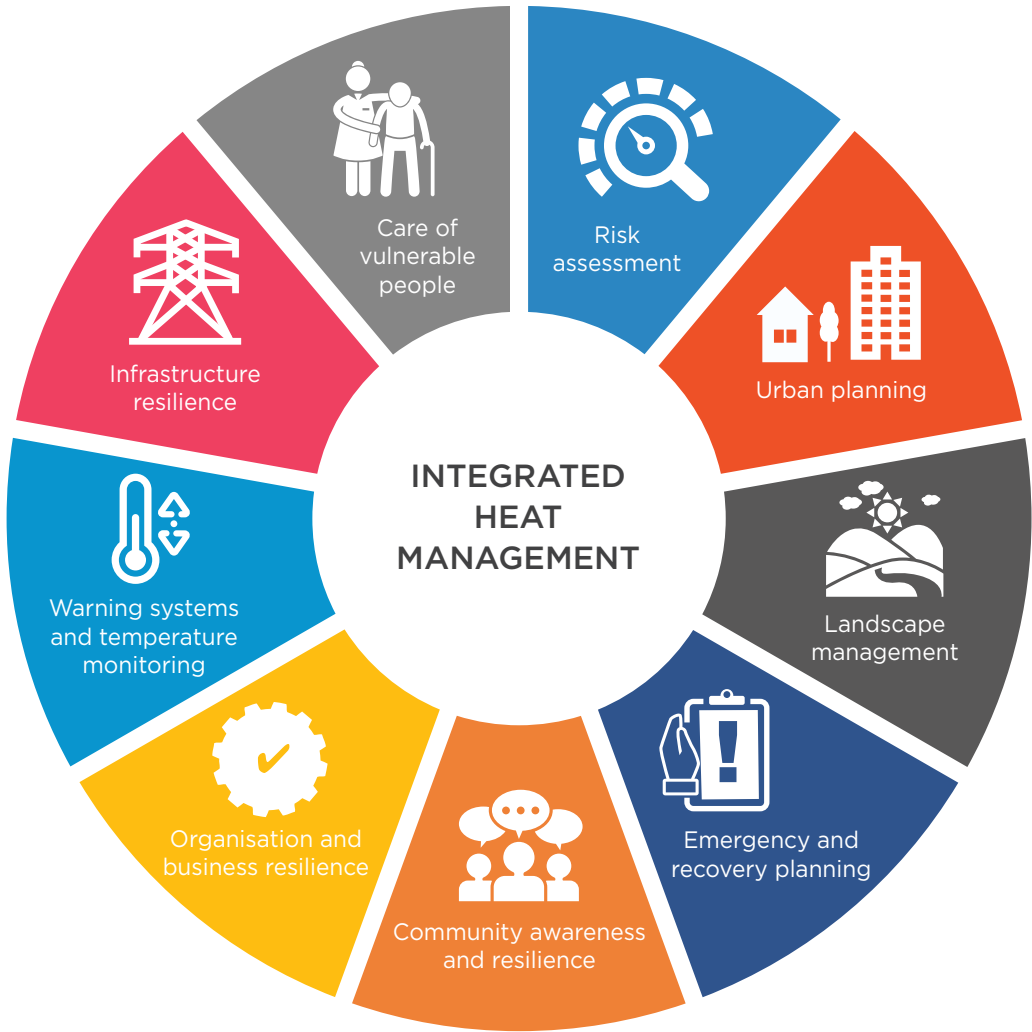 INTEGRATED
HEAT
MANAGEMENT
Risk
assessment
Urban planning
Landscape
management
Emergency and
recovery planning
Community awareness
and resilience
Organisation and
business resilience
Warning systems
and temperature
monitoring
Infrastructure
resilience
Care of
vulnerable
people